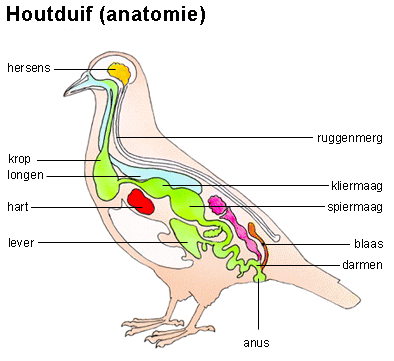 Houtduif (anatomie)
hersens
ruggenmerg
krop
longen
kliermaag
hart
spiermaag
lever
blaas
darmen
anus